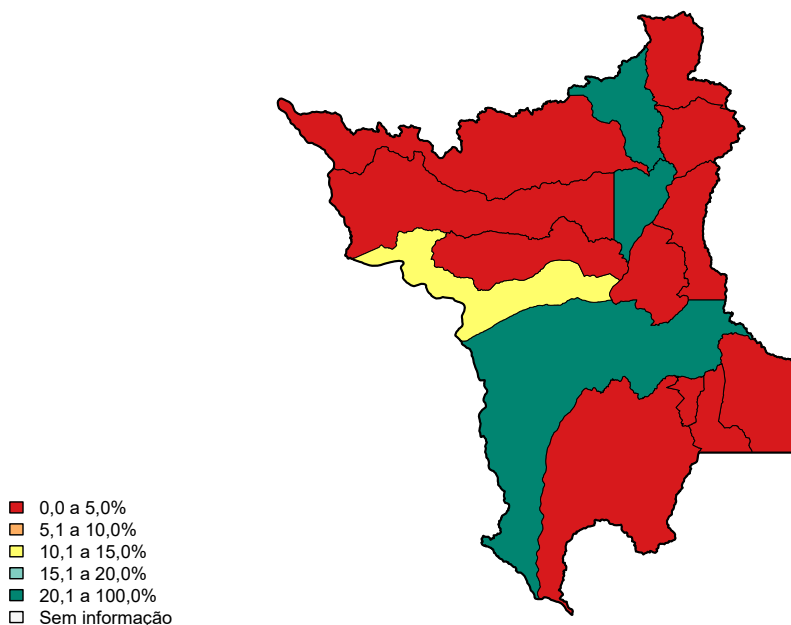 0,0 a 5,0%
5,1 a 10,0%
10,1 a 15,0%
15,1 a 20,0%
20,1 a 100,0%
Sem informação